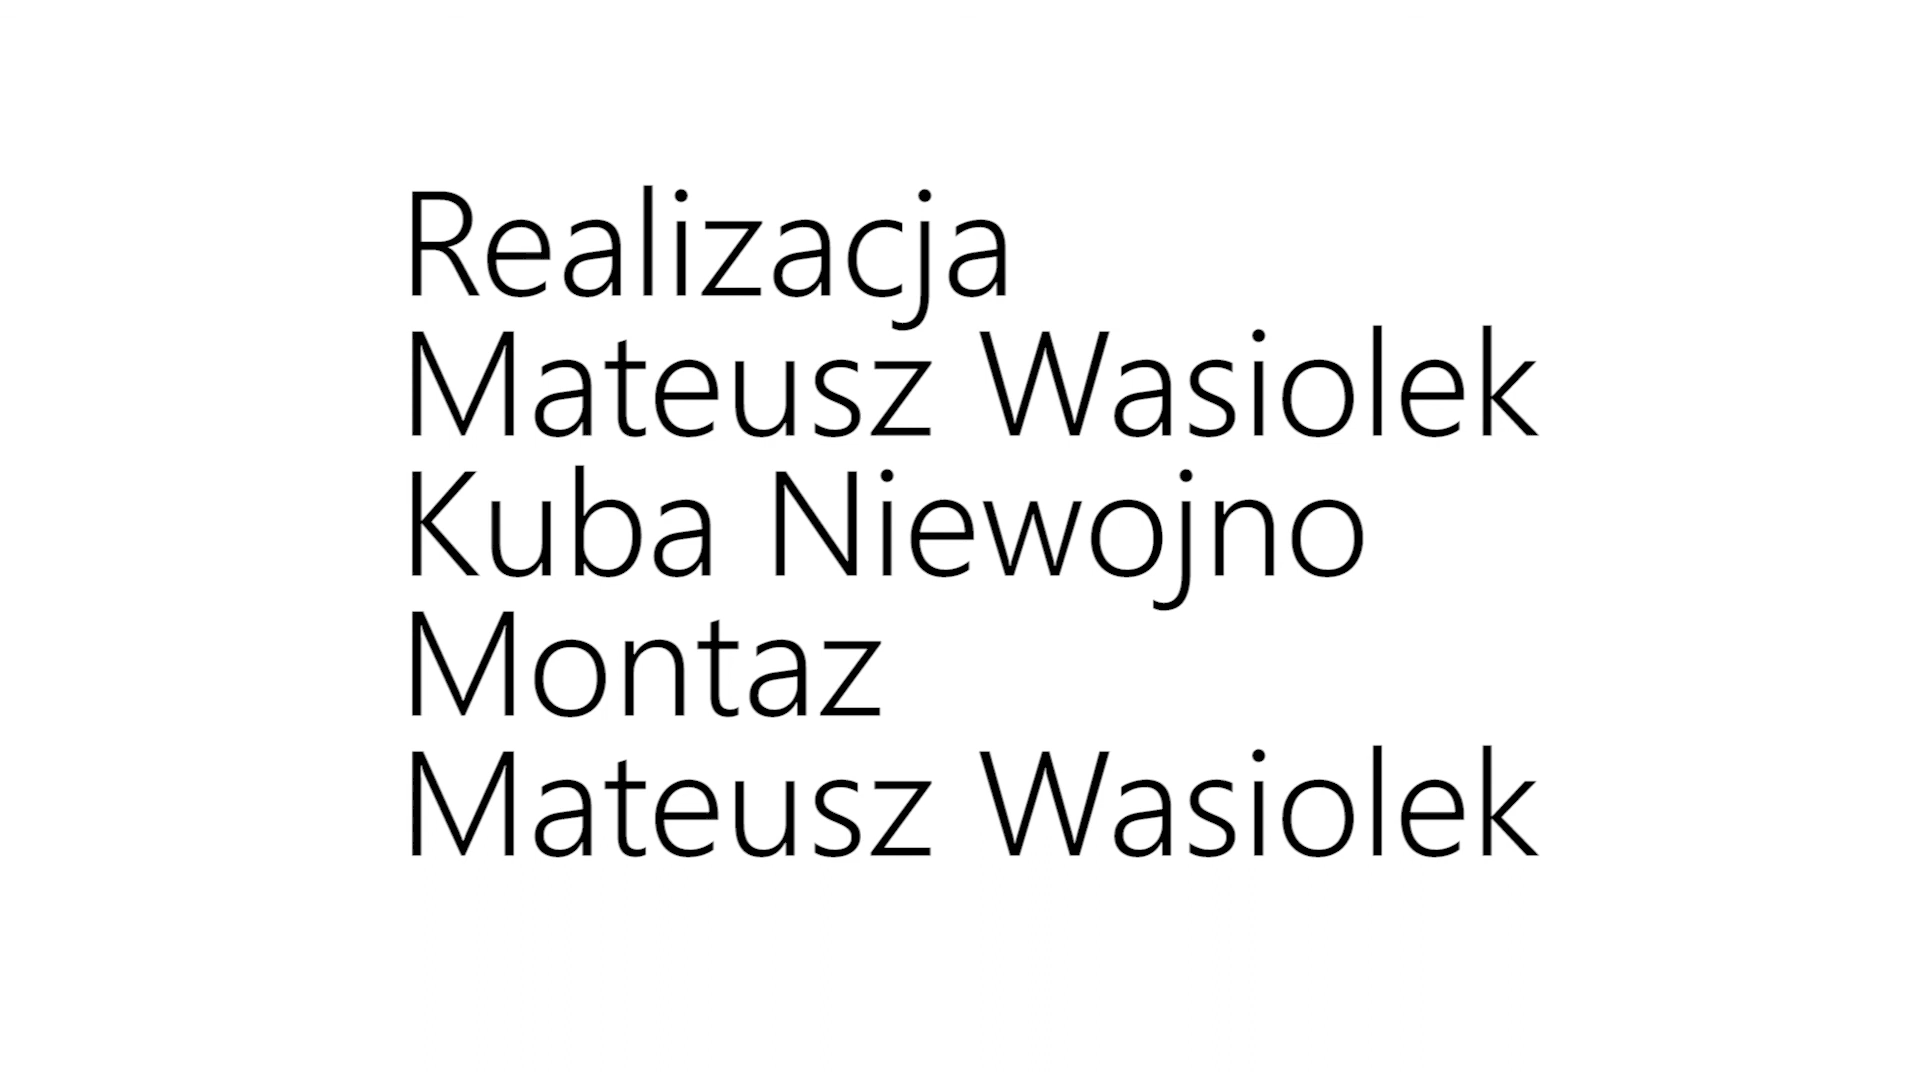 Realizacja
Mateusz Wasiolek
Kuba Niewojno
Montaz
Mateusz Wasiolek